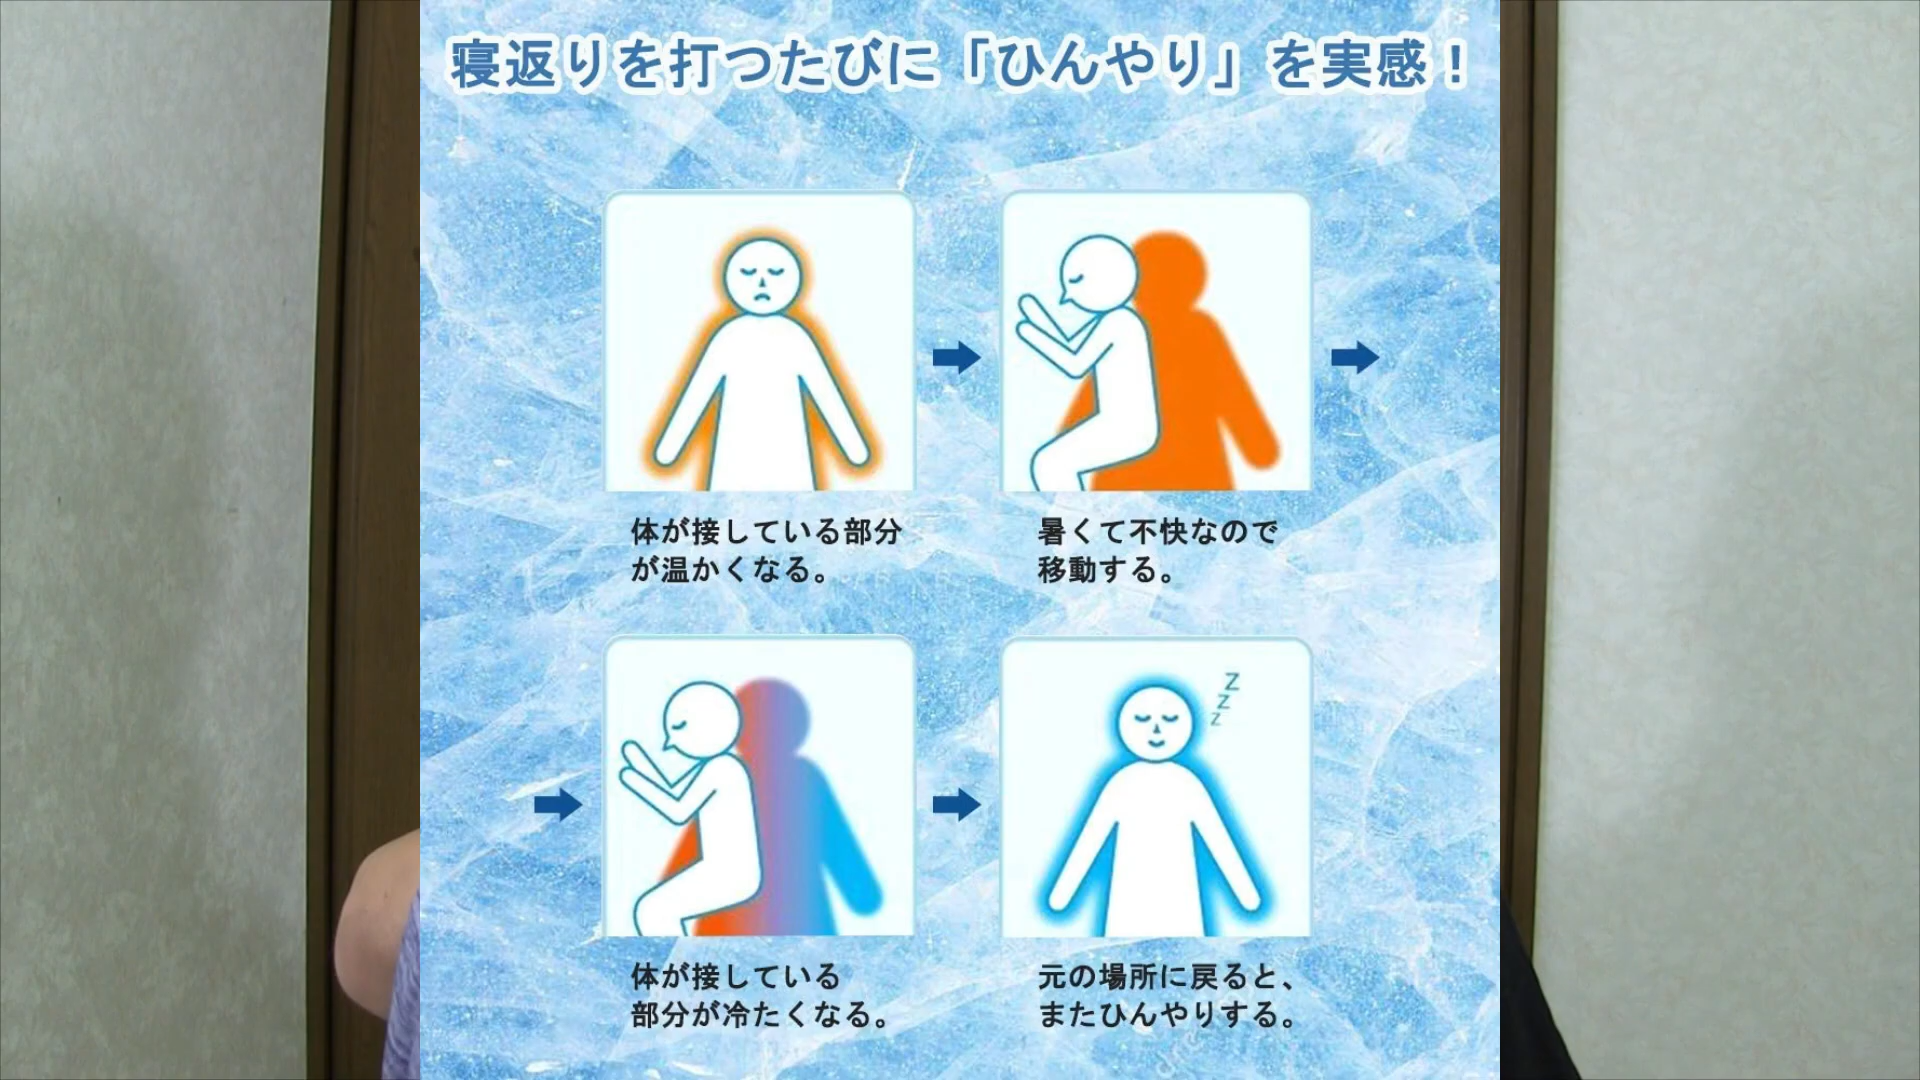 寝返りを打つたびに「ひんやり」を実感！
体が接している部分
が温かくなる。
暑くて不快なので
移動する。
Z
Z
Z
体が接している
部分が冷たくなる。
元の場所に戻ると、
またひんやりする。